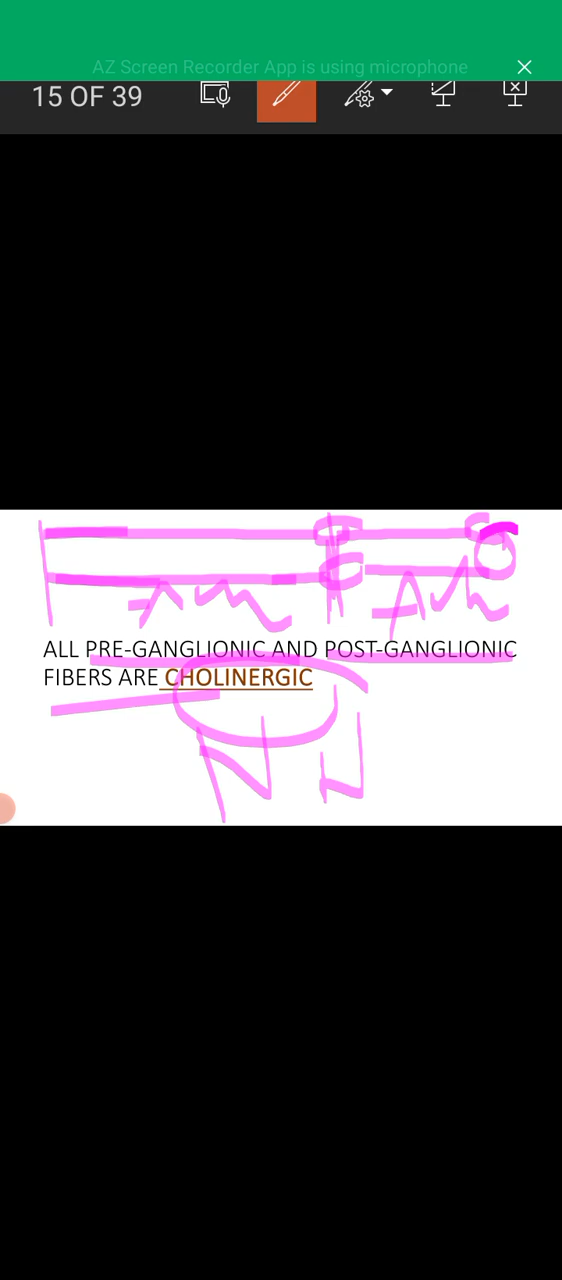 AZ Screen Recorder App is using microphone
15 OF 39
ALL PRE-GANGLIONIC AND POST-GANGLIONIC
FIBERS ARE CHOLINERGIC